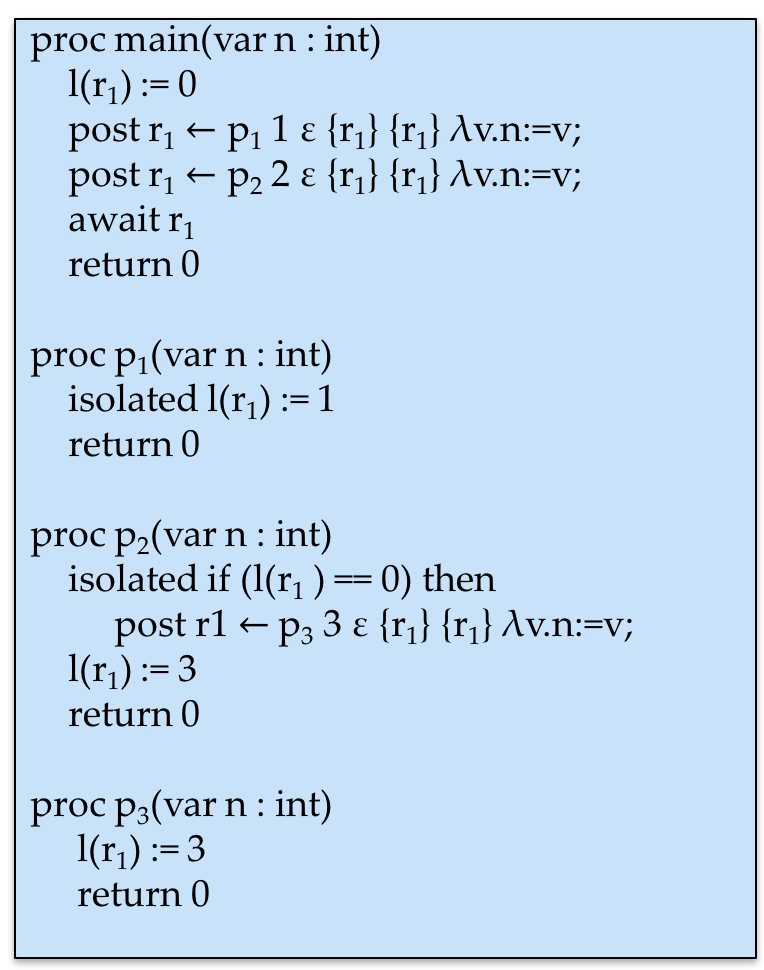 proc main(var n : int)
l(r₁) := 0
post r₁ ← p₁ 1 ε {r₁} {r₁} λv.n:=v;
post r₁ ← p₂ 2 ε {r₁} {r₁} λv.n:=v;
await r₁
return 0
proc p₁(var n : int)
isolated l(r₁) := 1
return 0
proc p₂(var n : int)
isolated if (l(r₁ ) == 0) then
post r1 ← p₃ 3 ε {r₁} {r₁} λv.n:=v;
l(r₁) := 3
return 0
proc p₃(var n : int)
l(r₁) := 3
return 0